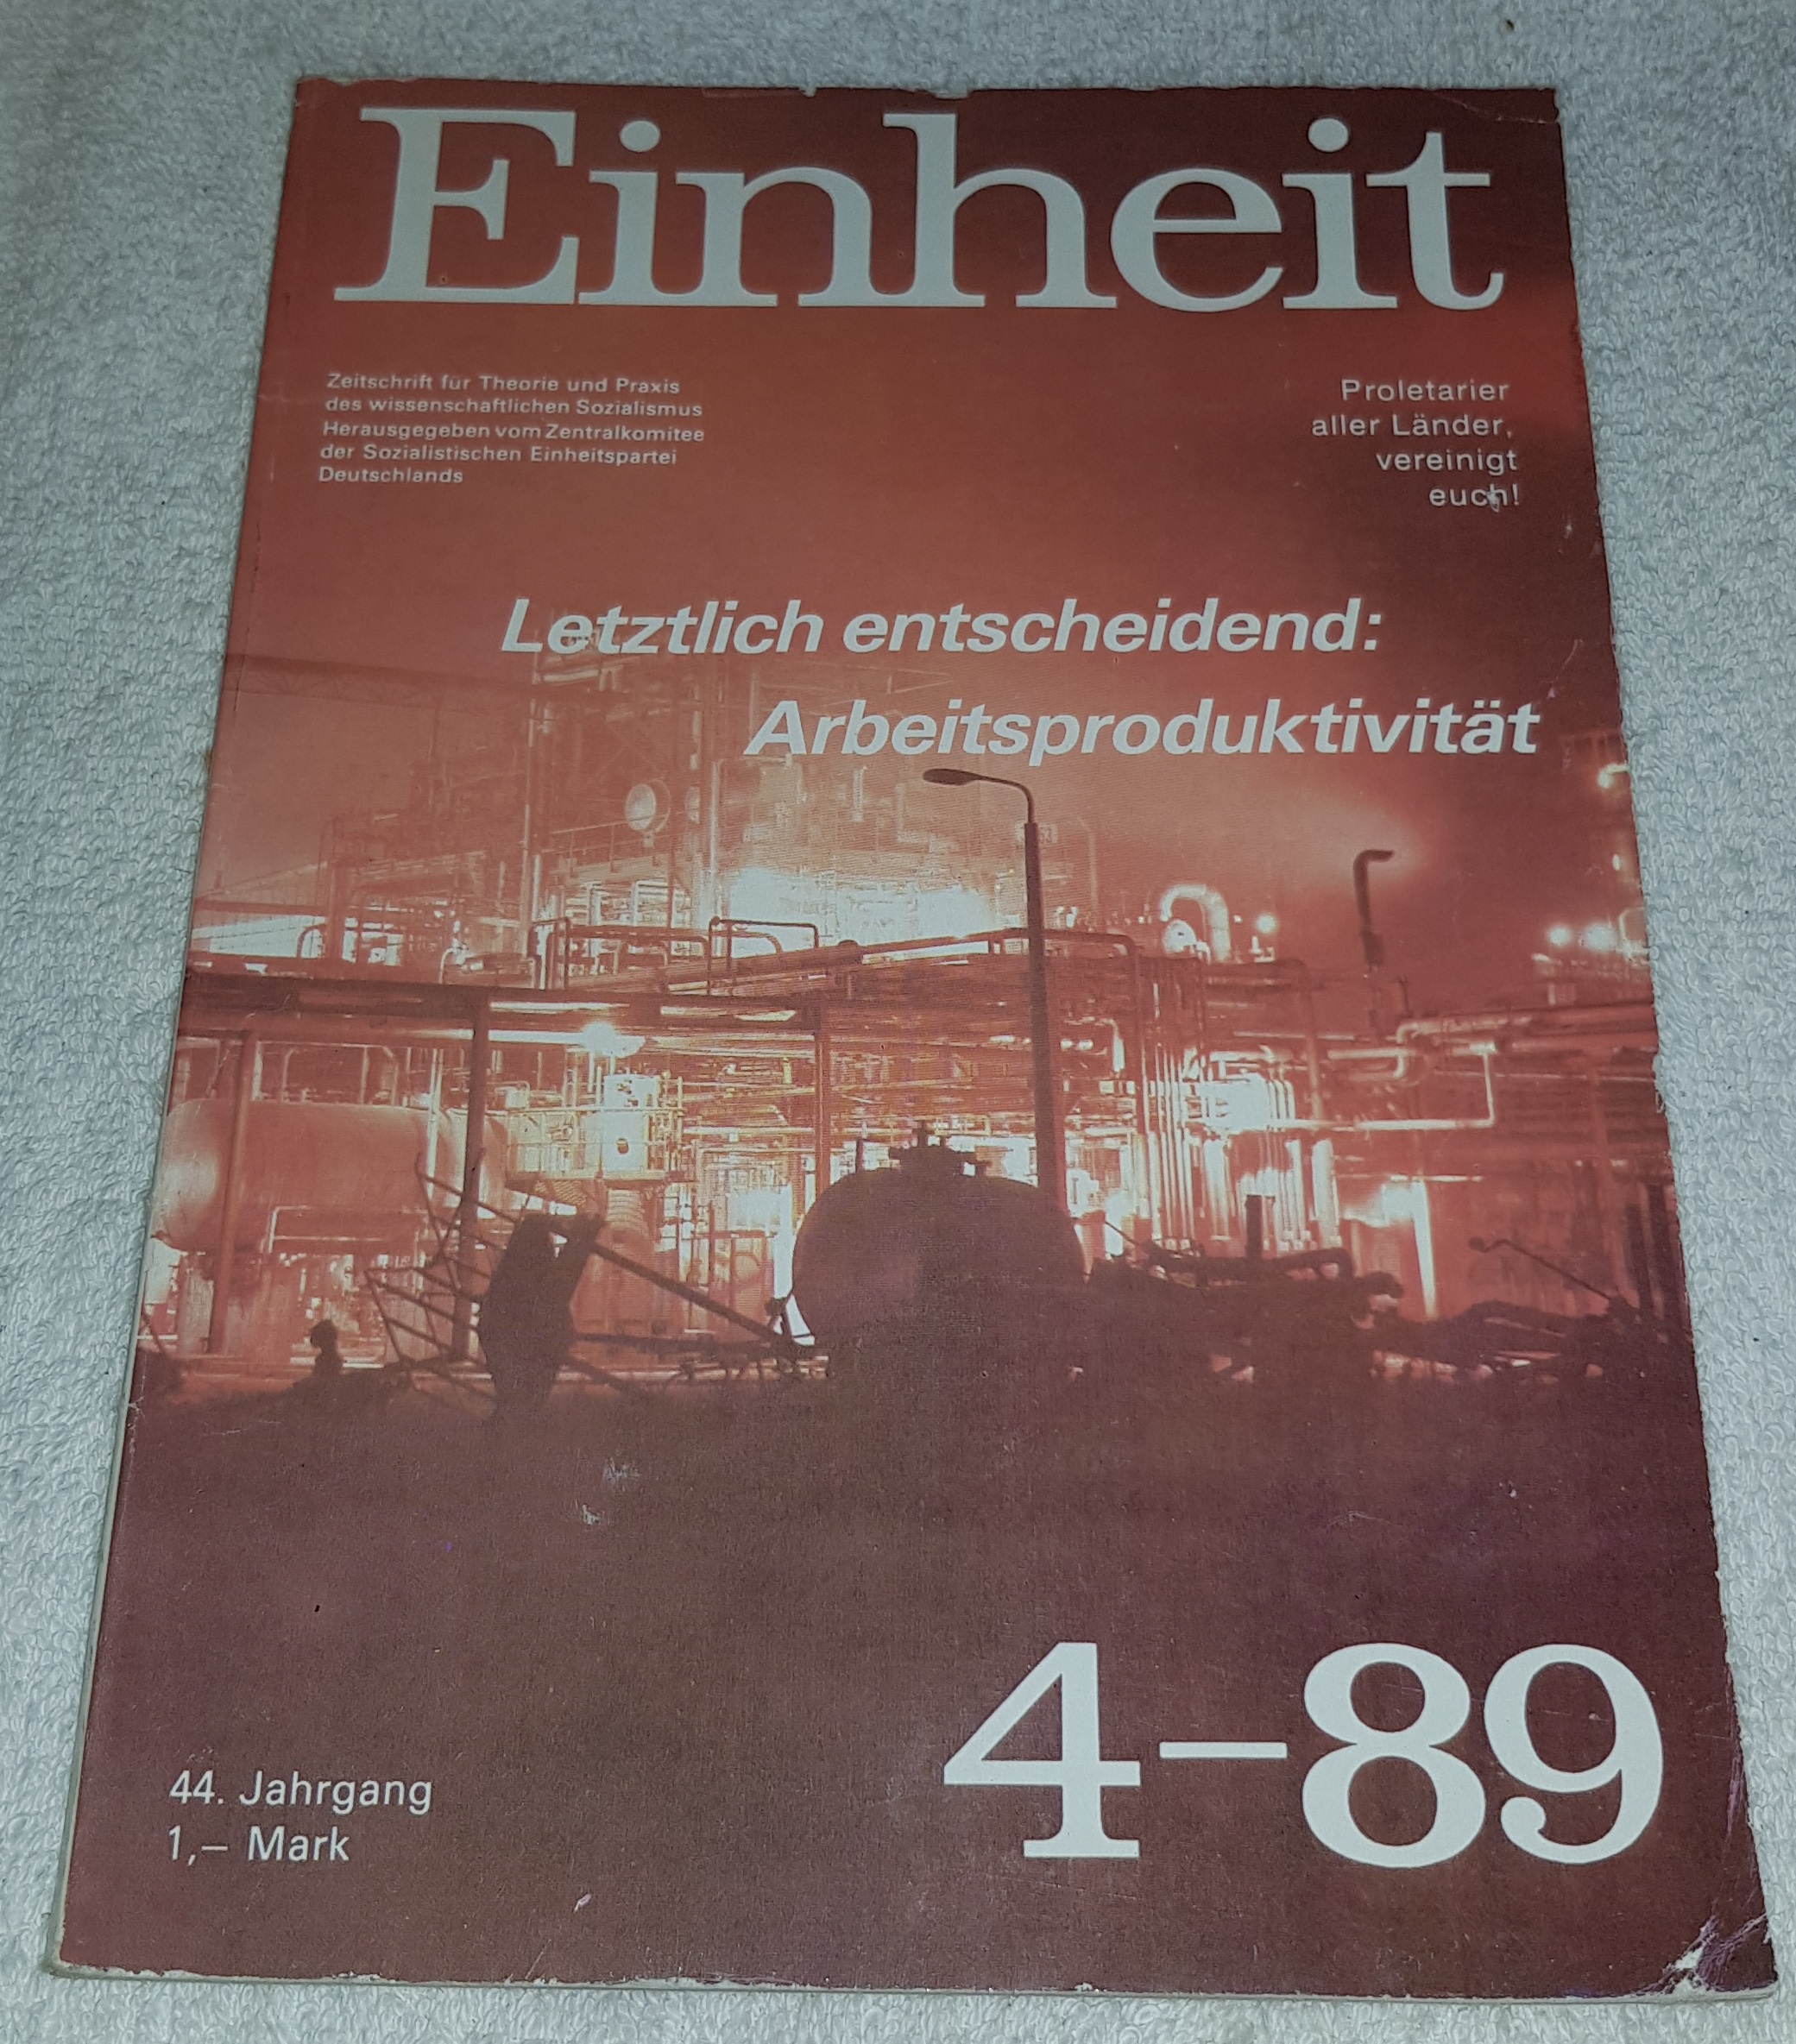 Einheit
Zeitschrift für Theorie und Praxis
des wissenschaftlichen Sozialismus
Herausgegeben vom Zentralkomitee
der Sozialistischen Einheitspartei
Deutschlands
Proletarier
aller Länder,
vereinigt
euch!
Letztlich entscheidend:
Arbeitsproduktivität
44. Jahrgang
1,– Mark
4–89